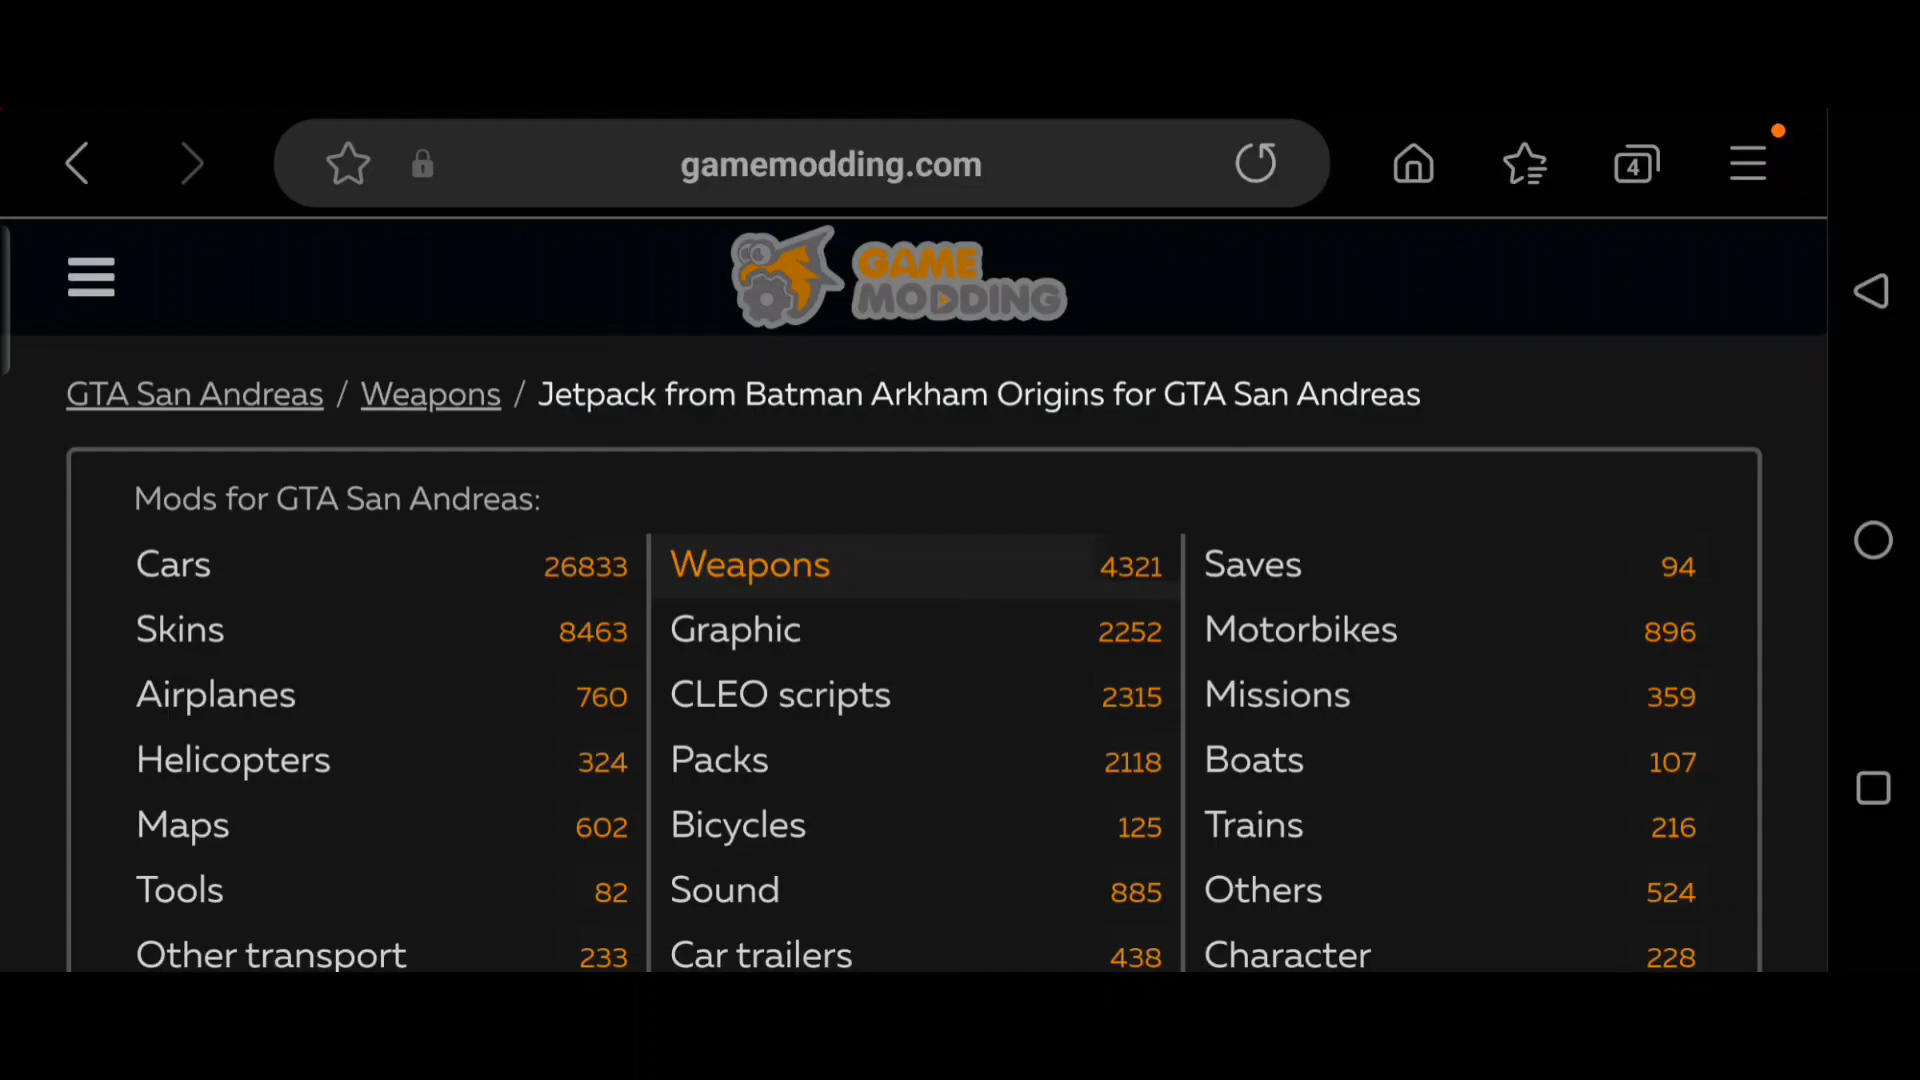 gamemodding.com
4
GAME
MODDING
GTA San Andreas / Weapons / Jetpack from Batman Arkham Origins for GTA San Andreas
Mods for GTA San Andreas:
Cars 26833 Weapons 4321 Saves 94
Skins 8463 Graphic 2252 Motorbikes 896
Airplanes 760 CLEO scripts 2315 Missions 359
Helicopters 324 Packs 2118 Boats 107
Maps 602 Bicycles 125 Trains 216
Tools 82 Sound 885 Others 524
Other transport 233 Car trailers 438 Character 228